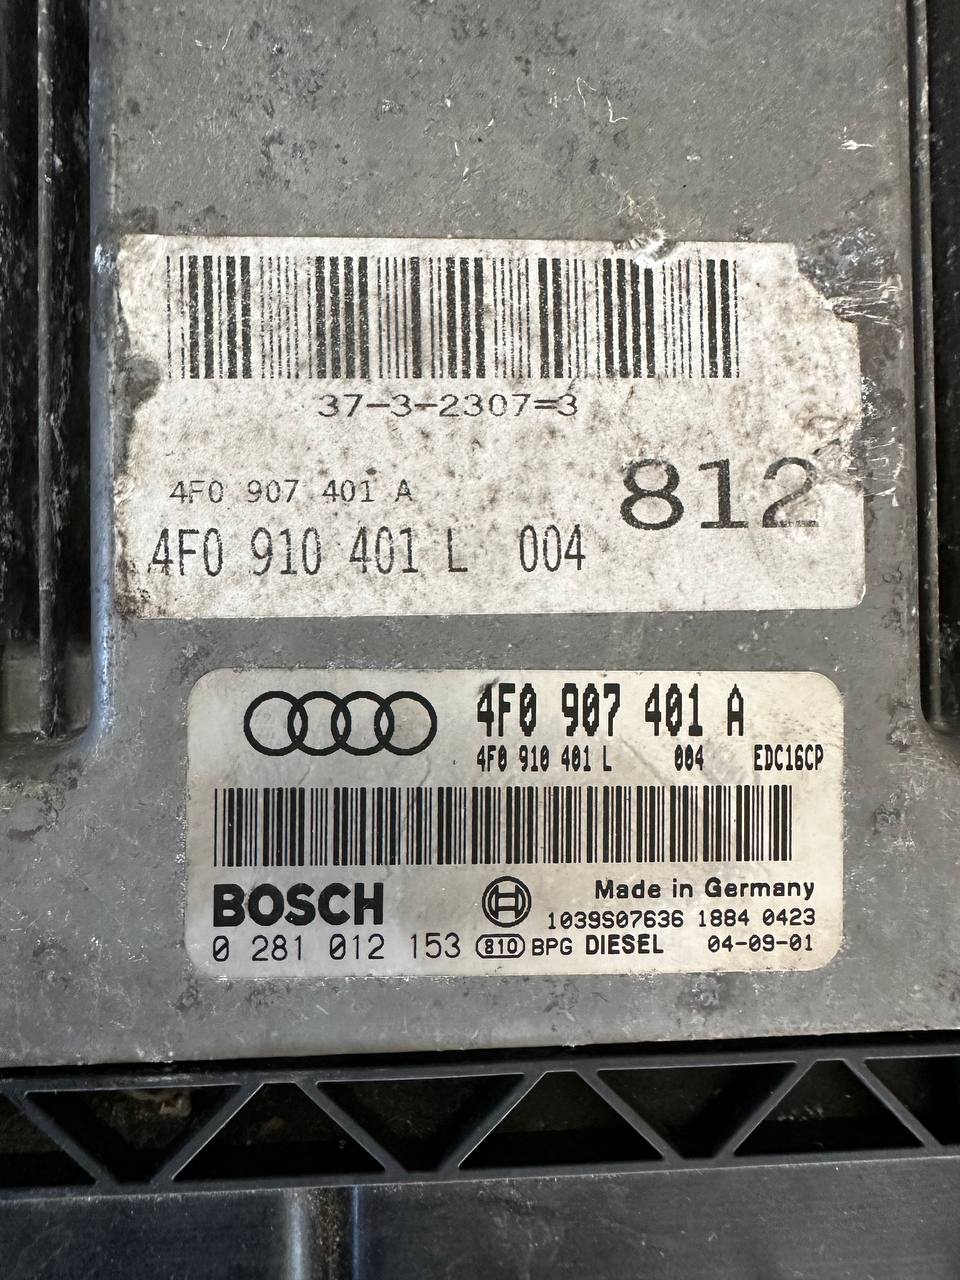 37-3-2307=3
4F0 907 401 A
812
4F0 910 401 L 004
4F0 907 401 A
4F0 910 401 L 004 EDC16CP
BOSCH
Made in Germany
1039S07636 1884 0423
0 281 012 153 810 BPG DIESEL 04-09-01